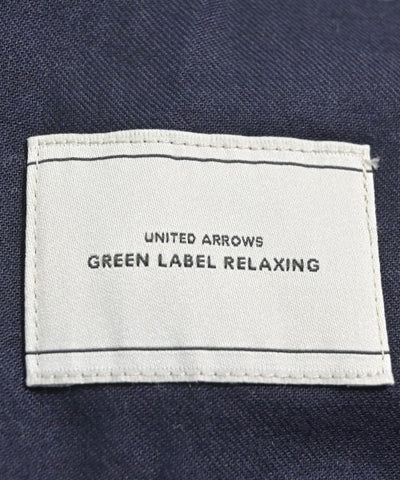 UNITED ARROWS
GREEN LABEL RELAXING